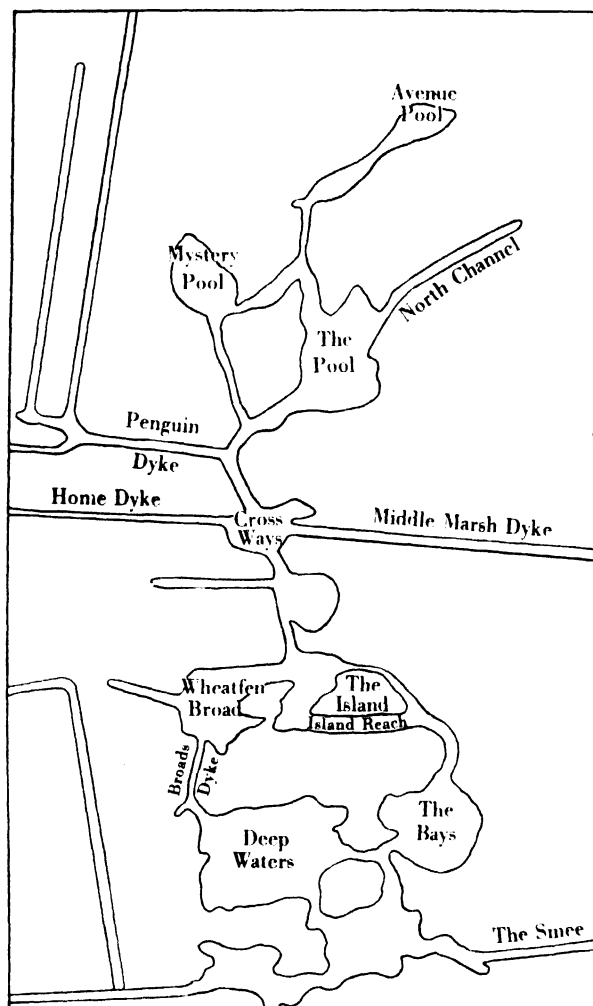 Avenue
Pool
Mystery
Pool
North Channel
The
Pool
Penguin
Dyke
Home Dyke
Cross
Ways
Middle Marsh Dyke
Wheatfen
Broad
The
Island
Island Reach
Broads
Dyke
The
Bays
Deep
Waters
The Smee